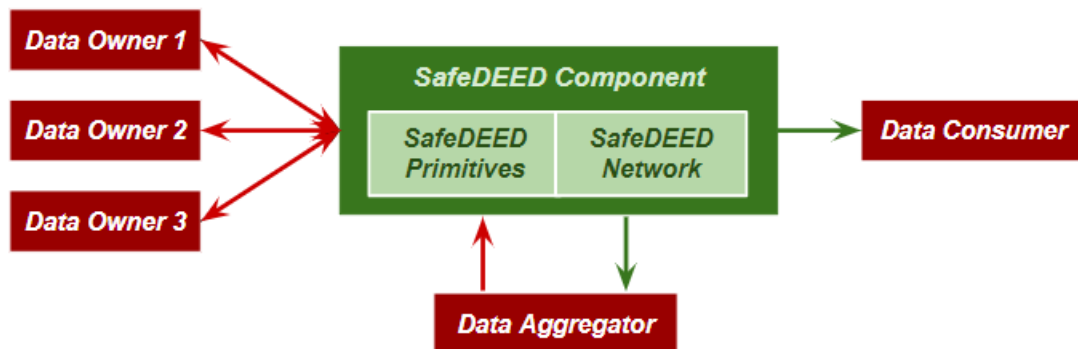 Data Owner 1
Data Owner 2
Data Owner 3
SafeDEED Component
SafeDEED
Primitives
SafeDEED
Network
Data Consumer
Data Aggregator